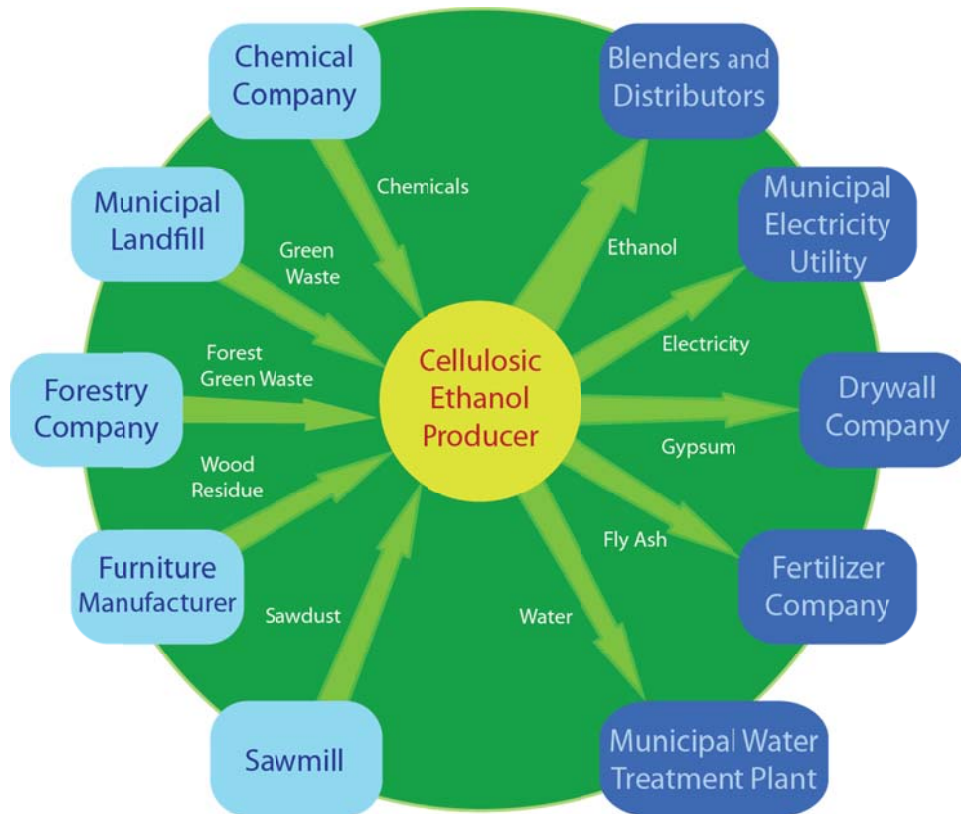 Chemical
Company
Blenders and
Distributors
Chemicals
Municipal
Landfill
Municipal
Electricity
Utility
Green
Waste
Ethanol
Forest
Green Waste
Electricity
Forestry
Company
Cellulosic
Ethanol
Producer
Drywall
Company
Gypsum
Wood
Residue
Fly Ash
Furniture
Manufacturer
Fertilizer
Company
Sawdust
Water
Sawmill
Municipal Water
Treatment Plant